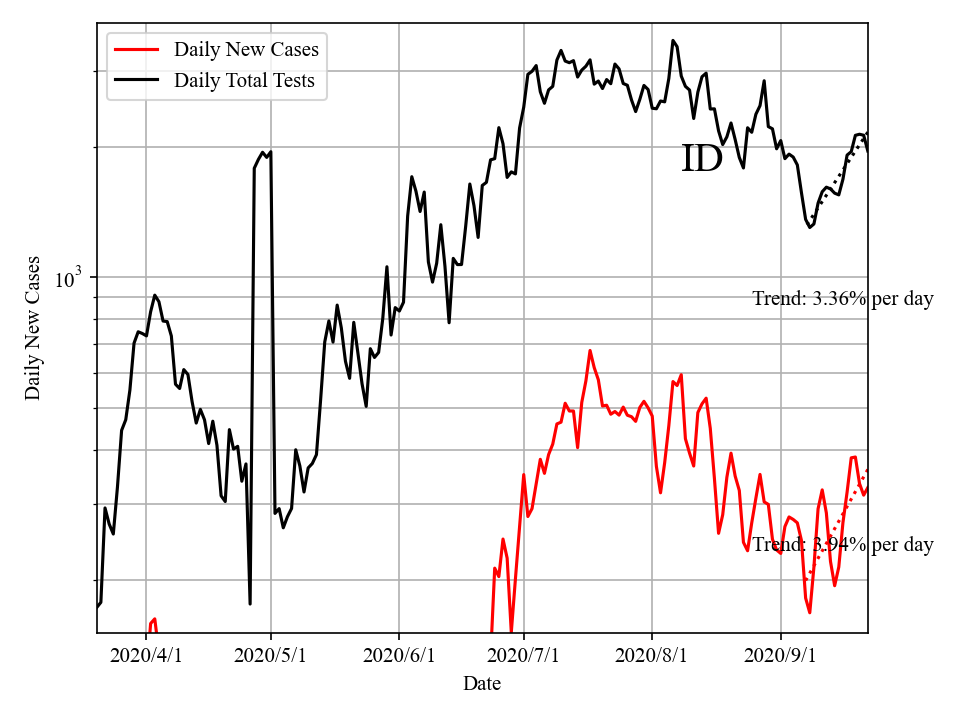 Daily New Cases
Daily Total Tests
ID
10^3
Daily New Cases
Trend: 3.36% per day
Trend: 3.94% per day
2020/4/1 2020/5/1 2020/6/1 2020/7/1 2020/8/1 2020/9/1
Date